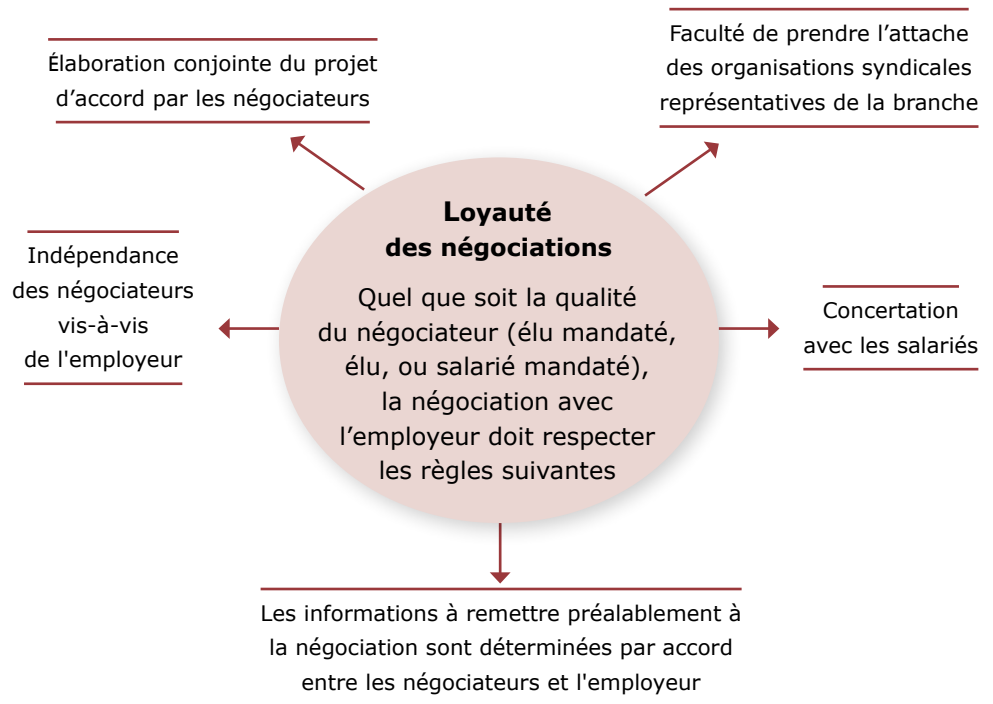 Élaboration conjointe du projet
d’accord par les négociateurs
Faculté de prendre l’attache
des organisations syndicales
représentatives de la branche
Loyauté
des négociations
Quel que soit la qualité
du négociateur (élu mandaté,
élu, ou salarié mandaté),
la négociation avec
l’employeur doit respecter
les règles suivantes
Indépendance
des négociateurs
vis-à-vis
de l'employeur
Concertation
avec les salariés
Les informations à remettre préalablement à
la négociation sont déterminées par accord
entre les négociateurs et l'employeur